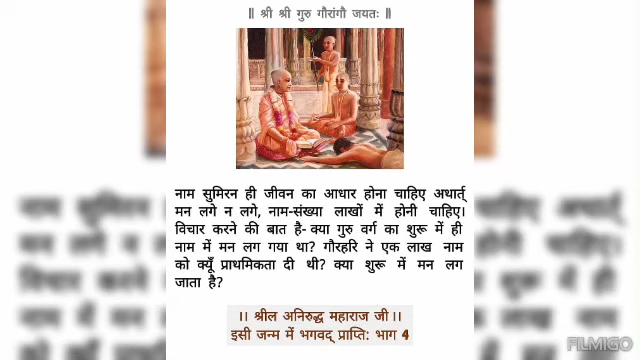 || श्री श्री गुरु गौरांगौ जयतः ||
नाम सुमिरन ही जीवन का आधार होना चाहिए अथार्त्
मन लगे न लगे, नाम-संख्या लाखों में होनी चाहिए।
विचार करने की बात है- क्या गुरु वर्ग का शुरू में ही
नाम में मन लग गया था? गौरहरि ने एक लाख नाम
को क्यूँ प्राथमिकता दी थी? क्या शुरू में मन लग
जाता है?
।। श्रील अनिरुद्ध महाराज जी ।।
इसी जन्म में भगवद् प्राप्ति: भाग 4
FILMIGO